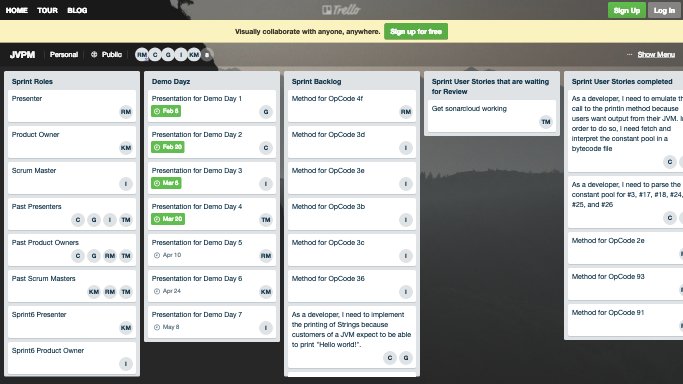 HOME TOUR BLOG
Trello
Sign Up
Log In
Visually collaborate with anyone, anywhere.
Sign up for free
JVPM
Personal
Public
RM C G I KM
... Show Menu
Sprint Roles
Presenter
RM
Product Owner
KM
Scrum Master
I
Past Presenters
C G I TM
Past Product Owners
C G RM TM
Past Scrum Masters
KM RM TM
Sprint6 Presenter
KM
Sprint6 Product Owner
I
Demo Dayz
Presentation for Demo Day 1
Feb 5
G
Presentation for Demo Day 2
Feb 20
C
Presentation for Demo Day 3
Mar 6
I
Presentation for Demo Day 4
Mar 20
TM
Presentation for Demo Day 5
Apr 10
RM
Presentation for Demo Day 6
Apr 24
KM
Presentation for Demo Day 7
May 8
I
Sprint Backlog
Method for OpCode 4f
RM
Method for OpCode 3d
I
Method for OpCode 3e
I
Method for OpCode 3b
I
Method for OpCode 3c
I
Method for OpCode 36
I
As a developer, I need to implement
the printing of Strings because
customers of a JVM expect to be able
to print "Hello world!".
C G
Sprint User Stories that are waiting
for Review
Get sonarcloud working
TM
Sprint User Stories completed
As a developer, I need to emulate th
call to the println method because
users want output from their JVM. In
order to do so, I need fetch and
interpret the constant pool in a
bytecode file
C
As a developer, I need to parse the
constant pool for #3, #17, #18, #24,
#25, and #26
C
Method for OpCode 2e
Method for OpCode 93
Method for OpCode 91